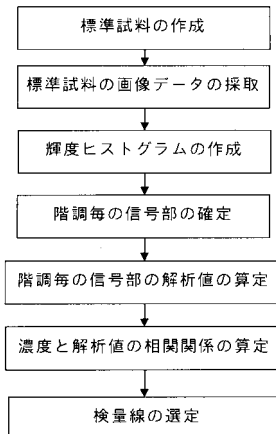 標準試料の作成
標準試料の画像データの採取
輝度ヒストグラムの作成
階調毎の信号部の確定
階調毎の信号部の解析値の算定
濃度と解析値の相関関係の算定
検量線の選定